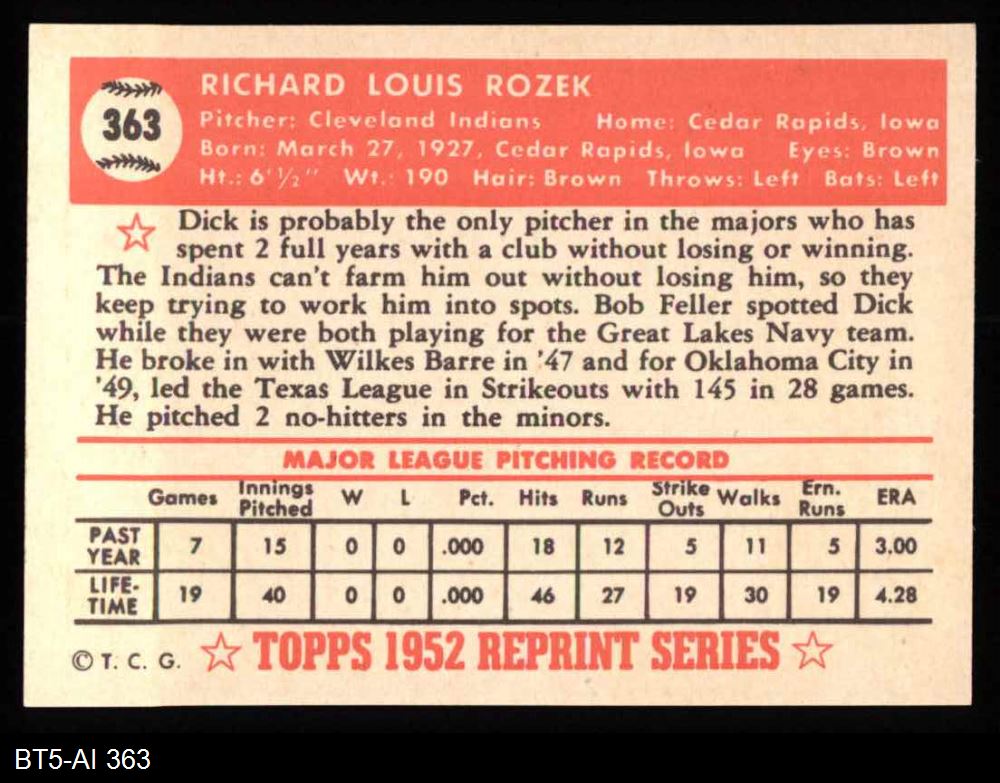 363
RICHARD LOUIS ROZEK
Pitcher: Cleveland Indians Home: Cedar Rapids, Iowa
Born: March 27, 1927, Cedar Rapids, Iowa Eyes: Brown
Ht.: 6'½" Wt.: 190 Hair: Brown Throws: Left Bats: Left
Dick is probably the only pitcher in the majors who has
spent 2 full years with a club without losing or winning.
The Indians can't farm him out without losing him, so they
keep trying to work him into spots. Bob Feller spotted Dick
while they were both playing for the Great Lakes Navy team.
He broke in with Wilkes Barre in '47 and for Oklahoma City in
'49, led the Texas League in Strikeouts with 145 in 28 games.
He pitched 2 no-hitters in the minors.
MAJOR LEAGUE PITCHING RECORD
Games Innings Pitched W L Pct. Hits Runs Strike Outs Walks Ern. Runs ERA
PAST YEAR 7 15 0 0 .000 18 12 5 11 5 3.00
LIFE-TIME 19 40 0 0 .000 46 27 19 30 19 4.28
© T. C. G. TOPPS 1952 REPRINT SERIES
BT5-AI 363